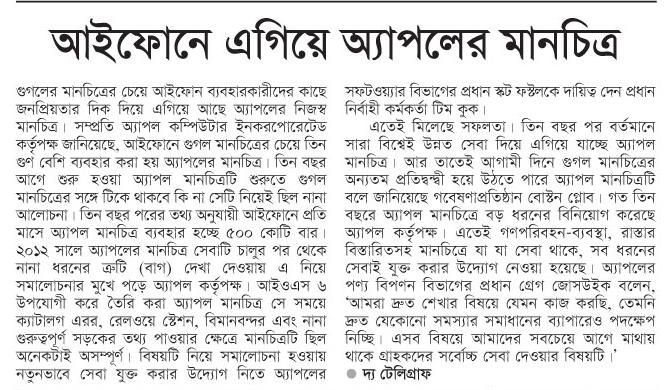 আইফোনে এগিয়ে অ্যাপলের মানচিত্র
গুগলের মানচিত্রের চেয়ে আইফোন ব্যবহারকারীদের কাছে
জনপ্রিয়তার দিক দিয়ে এগিয়ে আছে অ্যাপলের নিজস্ব
মানচিত্র। সম্প্রতি অ্যাপল কম্পিউটার ইনকরপোরেটেড
কর্তৃপক্ষ জানিয়েছে, আইফোনে গুগল মানচিত্রের চেয়ে তিন
গুণ বেশি ব্যবহার করা হয় অ্যাপলের মানচিত্র। তিন বছর
আগে শুরু হওয়া অ্যাপল মানচিত্রটি শুরুতে গুগল
মানচিত্রের সঙ্গে টিকে থাকবে কি না সেটি নিয়েই ছিল নানা
আলোচনা। তিন বছর পরের তথ্য অনুযায়ী আইফোনে প্রতি
মাসে অ্যাপল মানচিত্র ব্যবহার হচ্ছে ৫০০ কোটি বার।
২০১২ সালে অ্যাপলের মানচিত্র সেবাটি চালুর পর থেকে
নানা ধরনের ত্রুটি (বাগ) দেখা দেওয়ায় এ নিয়ে
সমালোচনার মুখে পড়ে অ্যাপল কর্তৃপক্ষ। আইওএস ৬
উপযোগী করে তৈরি করা অ্যাপল মানচিত্র সে সময়ে
ক্যাটালগ এরর, রেলওয়ে স্টেশন, বিমানবন্দর এবং নানা
গুরুত্বপূর্ণ সড়কের তথ্য পাওয়ার ক্ষেত্রে মানচিত্রটি ছিল
অনেকটাই অসম্পূর্ণ। বিষয়টি নিয়ে সমালোচনা হওয়ায়
নতুনভাবে সেবা যুক্ত করার উদ্যোগ নিতে অ্যাপলের
সফটওয়্যার বিভাগের প্রধান স্কট ফর্স্টলকে দায়িত্ব দেন প্রধান
নির্বাহী কর্মকর্তা টিম কুক।
এতেই মিলেছে সফলতা। তিন বছর পর বর্তমানে
সারা বিশ্বেই উন্নত সেবা দিয়ে এগিয়ে যাচ্ছে অ্যাপল
মানচিত্র। আর তাতেই আগামী দিনে গুগল মানচিত্রের
অন্যতম প্রতিদ্বন্দ্বী হয়ে উঠতে পারে অ্যাপল মানচিত্রটি
বলে জানিয়েছে গবেষণাপ্রতিষ্ঠান বোস্টন গ্লোব। গত তিন
বছরে অ্যাপল মানচিত্রে বড় ধরনের বিনিয়োগ করেছে
অ্যাপল কর্তৃপক্ষ। এতেই গণপরিবহন-ব্যবস্থা, রাস্তার
বিস্তারিতসহ মানচিত্রে যা যা সেবা থাকে, সব ধরনের
সেবাই যুক্ত করার উদ্যোগ নেওয়া হয়েছে। অ্যাপলের
পণ্য বিপণন বিভাগের প্রধান গ্রেগ জোসউইক বলেন,
‘আমরা দ্রুত শেখার বিষয়ে যেমন কাজ করছি, তেমনি
দ্রুত যেকোনো সমস্যার সমাধানের ব্যাপারেও পদক্ষেপ
নিচ্ছি। এসব বিষয়ে আমাদের সবচেয়ে আগে মাথায়
থাকে গ্রাহকদের সর্বোচ্চ সেবা দেওয়ার বিষয়টি।’
● দ্য টেলিগ্রাফ